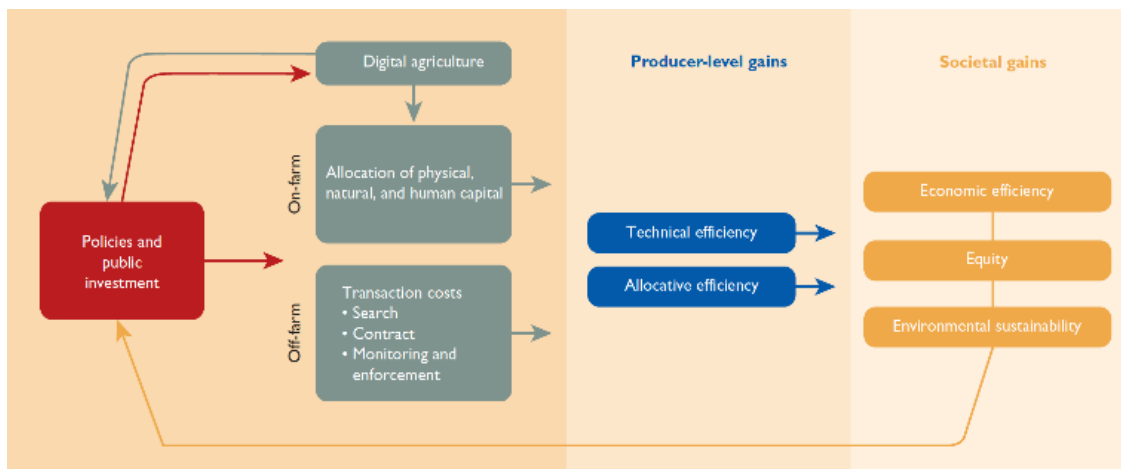 Digital agriculture
Producer-level gains
Societal gains
On-farm
Allocation of physical,
natural, and human capital
Policies and
public
investment
Technical efficiency
Allocative efficiency
Economic efficiency
Equity
Environmental sustainability
Off-farm
Transaction costs
• Search
• Contract
• Monitoring and
enforcement